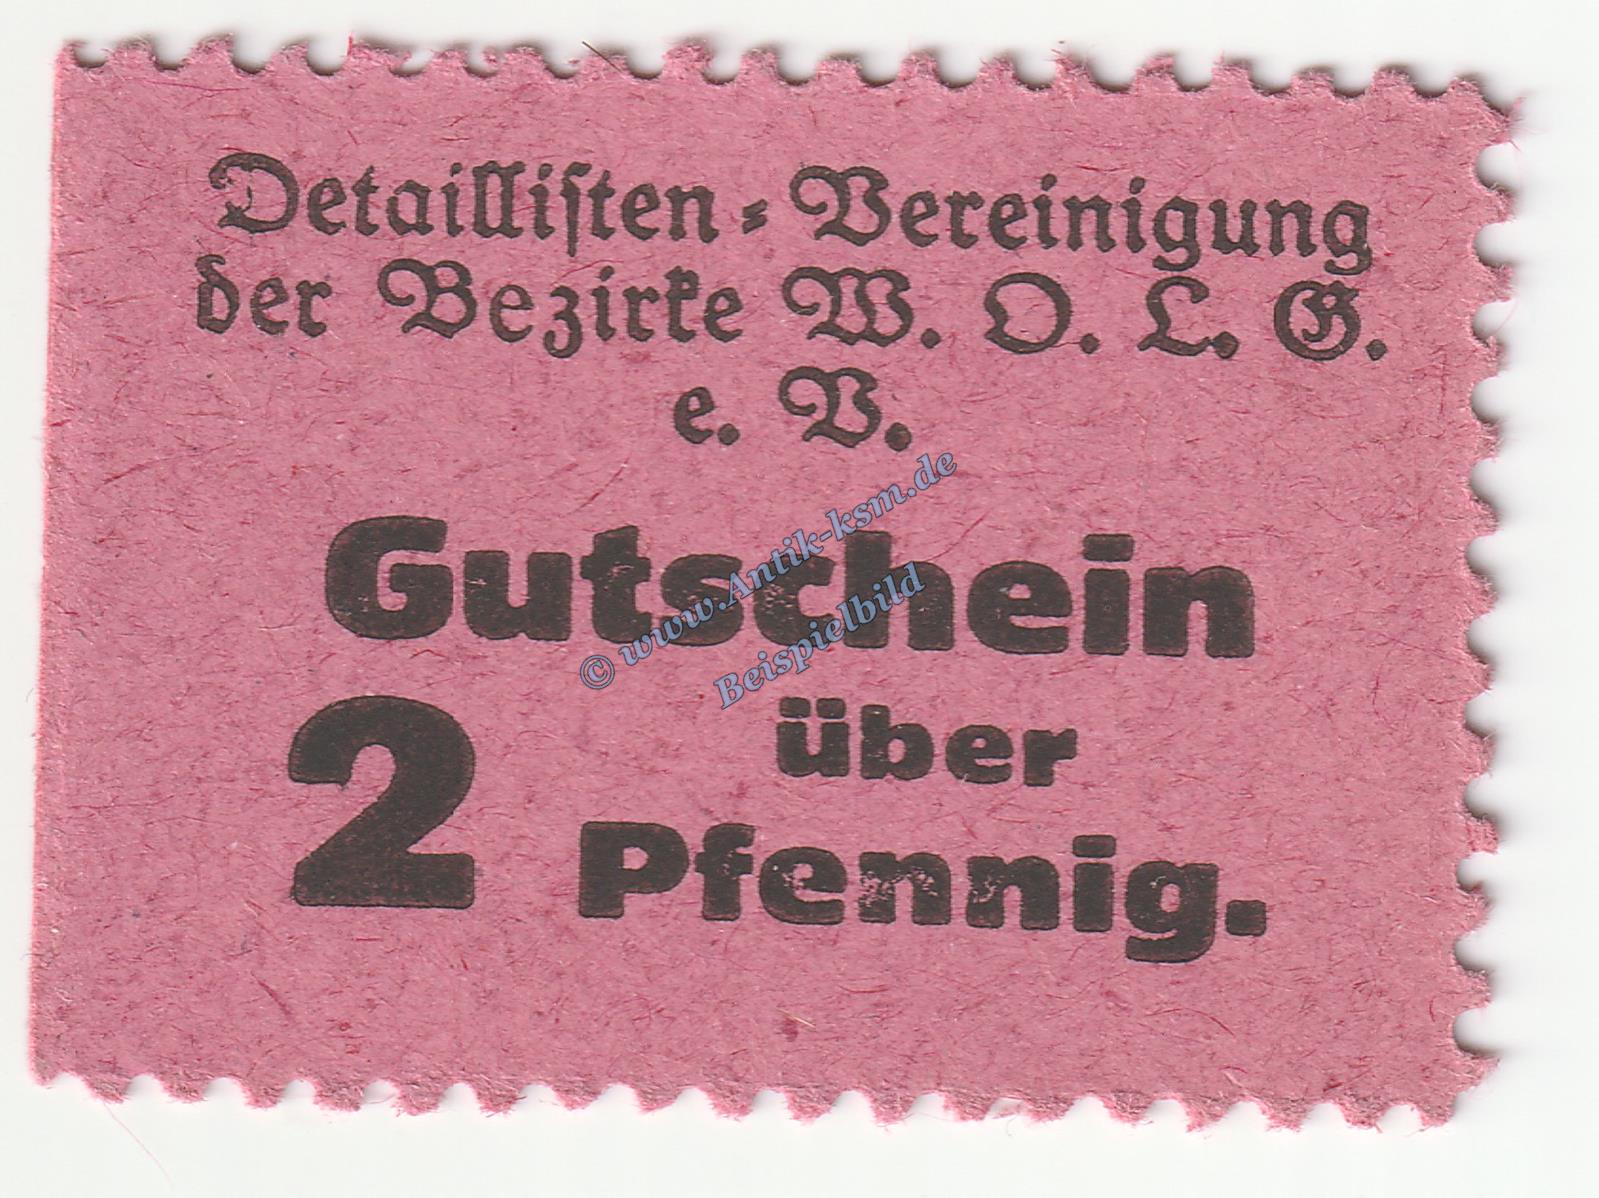 Detaillisten-Vereinigung
der Bezirke W. O. L. G.
e. V.
Gutschein
über
2 Pfennig.
© www.Antik-ksm.de
Beispielbild